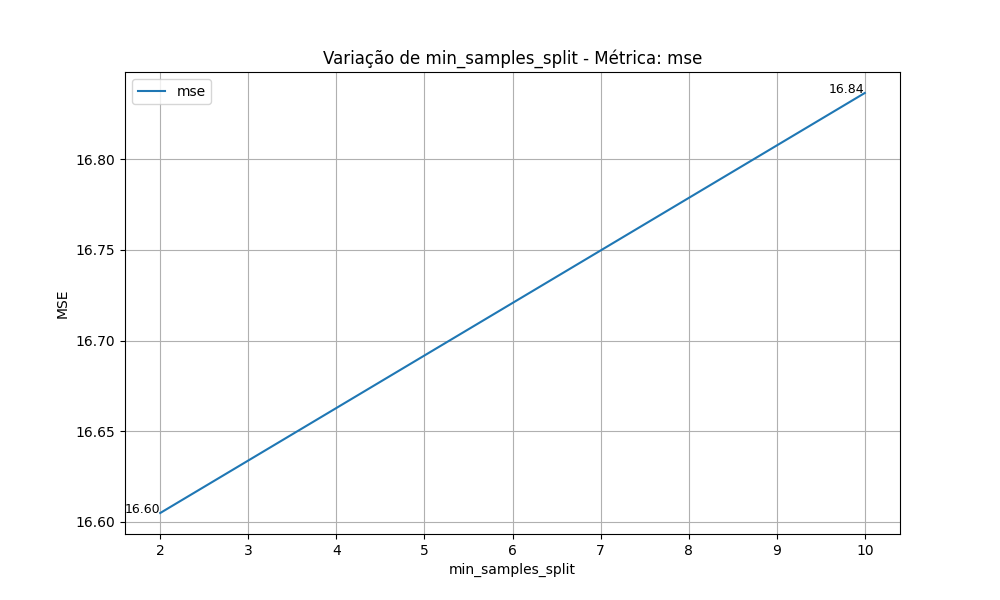 Variação de min_samples_split - Métrica: mse
mse
16.84
16.80
16.75
16.70
16.65
16.60
16.60
MSE
2 3 4 5 6 7 8 9 10
min_samples_split